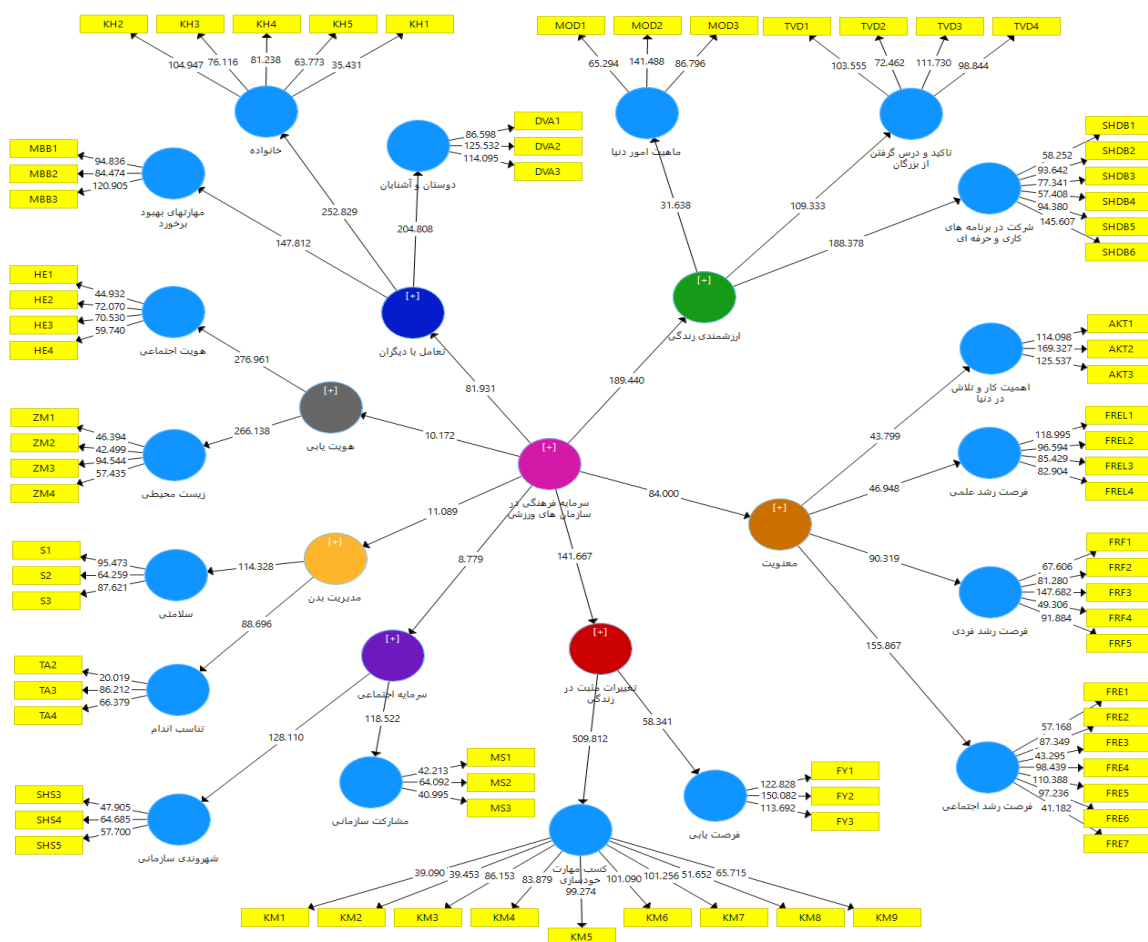 KH2
KH3
KH4
KH5
KH1
104.947
76.116
81.238
63.773
35.431
خانواده
MOD1
MOD2
MOD3
65.294
141.488
86.796
ماهیت امور دنیا
TVD1
TVD2
TVD3
TVD4
103.555
72.462
111.730
98.844
تاکید و درس گرفتن
از بزرگان
MBB1
MBB2
MBB3
94.836
84.474
120.905
مهارتهای بهبود
برخورد
DVA1
DVA2
DVA3
86.598
125.532
114.095
دوستان و آشنایان
SHDB1
SHDB2
SHDB3
SHDB4
SHDB5
SHDB6
58.252
93.642
77.341
57.408
94.380
145.607
شرکت در برنامه های
کاری و حرفه ای
252.829
204.808
147.812
31.638
109.333
188.378
HE1
HE2
HE3
HE4
44.932
72.070
70.530
59.740
هویت اجتماعی
[+]
تعامل با دیگران
[+]
ارزشمندی زندگی
AKT1
AKT2
AKT3
114.098
169.327
125.537
اهمیت کار و تلاش
در دنیا
276.961
81.931
189.440
43.799
ZM1
ZM2
ZM3
ZM4
46.394
42.499
94.544
57.435
زیست محیطی
266.138
[+]
هویت یابی
10.172
[+]
سرمایه فرهنگی در
سازمان های ورزشی
FREL1
FREL2
FREL3
FREL4
118.995
96.594
85.429
82.904
فرصت رشد علمی
46.948
84.000
[+]
معنویت
11.089
8.779
141.667
90.319
155.867
S1
S2
S3
95.473
64.259
87.621
سلامتی
114.328
[+]
مدیریت بدن
88.696
FRF1
FRF2
FRF3
FRF4
FRF5
67.606
81.280
147.682
49.306
91.884
فرصت رشد فردی
TA2
TA3
TA4
20.019
86.212
66.379
تناسب اندام
[+]
سرمایه اجتماعی
118.522
128.110
[+]
تغییرات مثبت در
زندگی
509.812
58.341
FRE1
FRE2
FRE3
FRE4
FRE5
FRE6
FRE7
57.168
87.349
43.295
98.439
110.388
97.236
41.182
فرصت رشد اجتماعی
SHS3
SHS4
SHS5
47.905
64.685
57.700
شهروندی سازمانی
MS1
MS2
MS3
42.213
64.092
40.995
مشارکت سازمانی
FY1
FY2
FY3
122.828
150.082
113.692
فرصت یابی
کسب مهارت
خودسازی
39.090
39.453
86.153
83.879
99.274
101.090
101.256
51.652
65.715
KM1
KM2
KM3
KM4
KM5
KM6
KM7
KM8
KM9